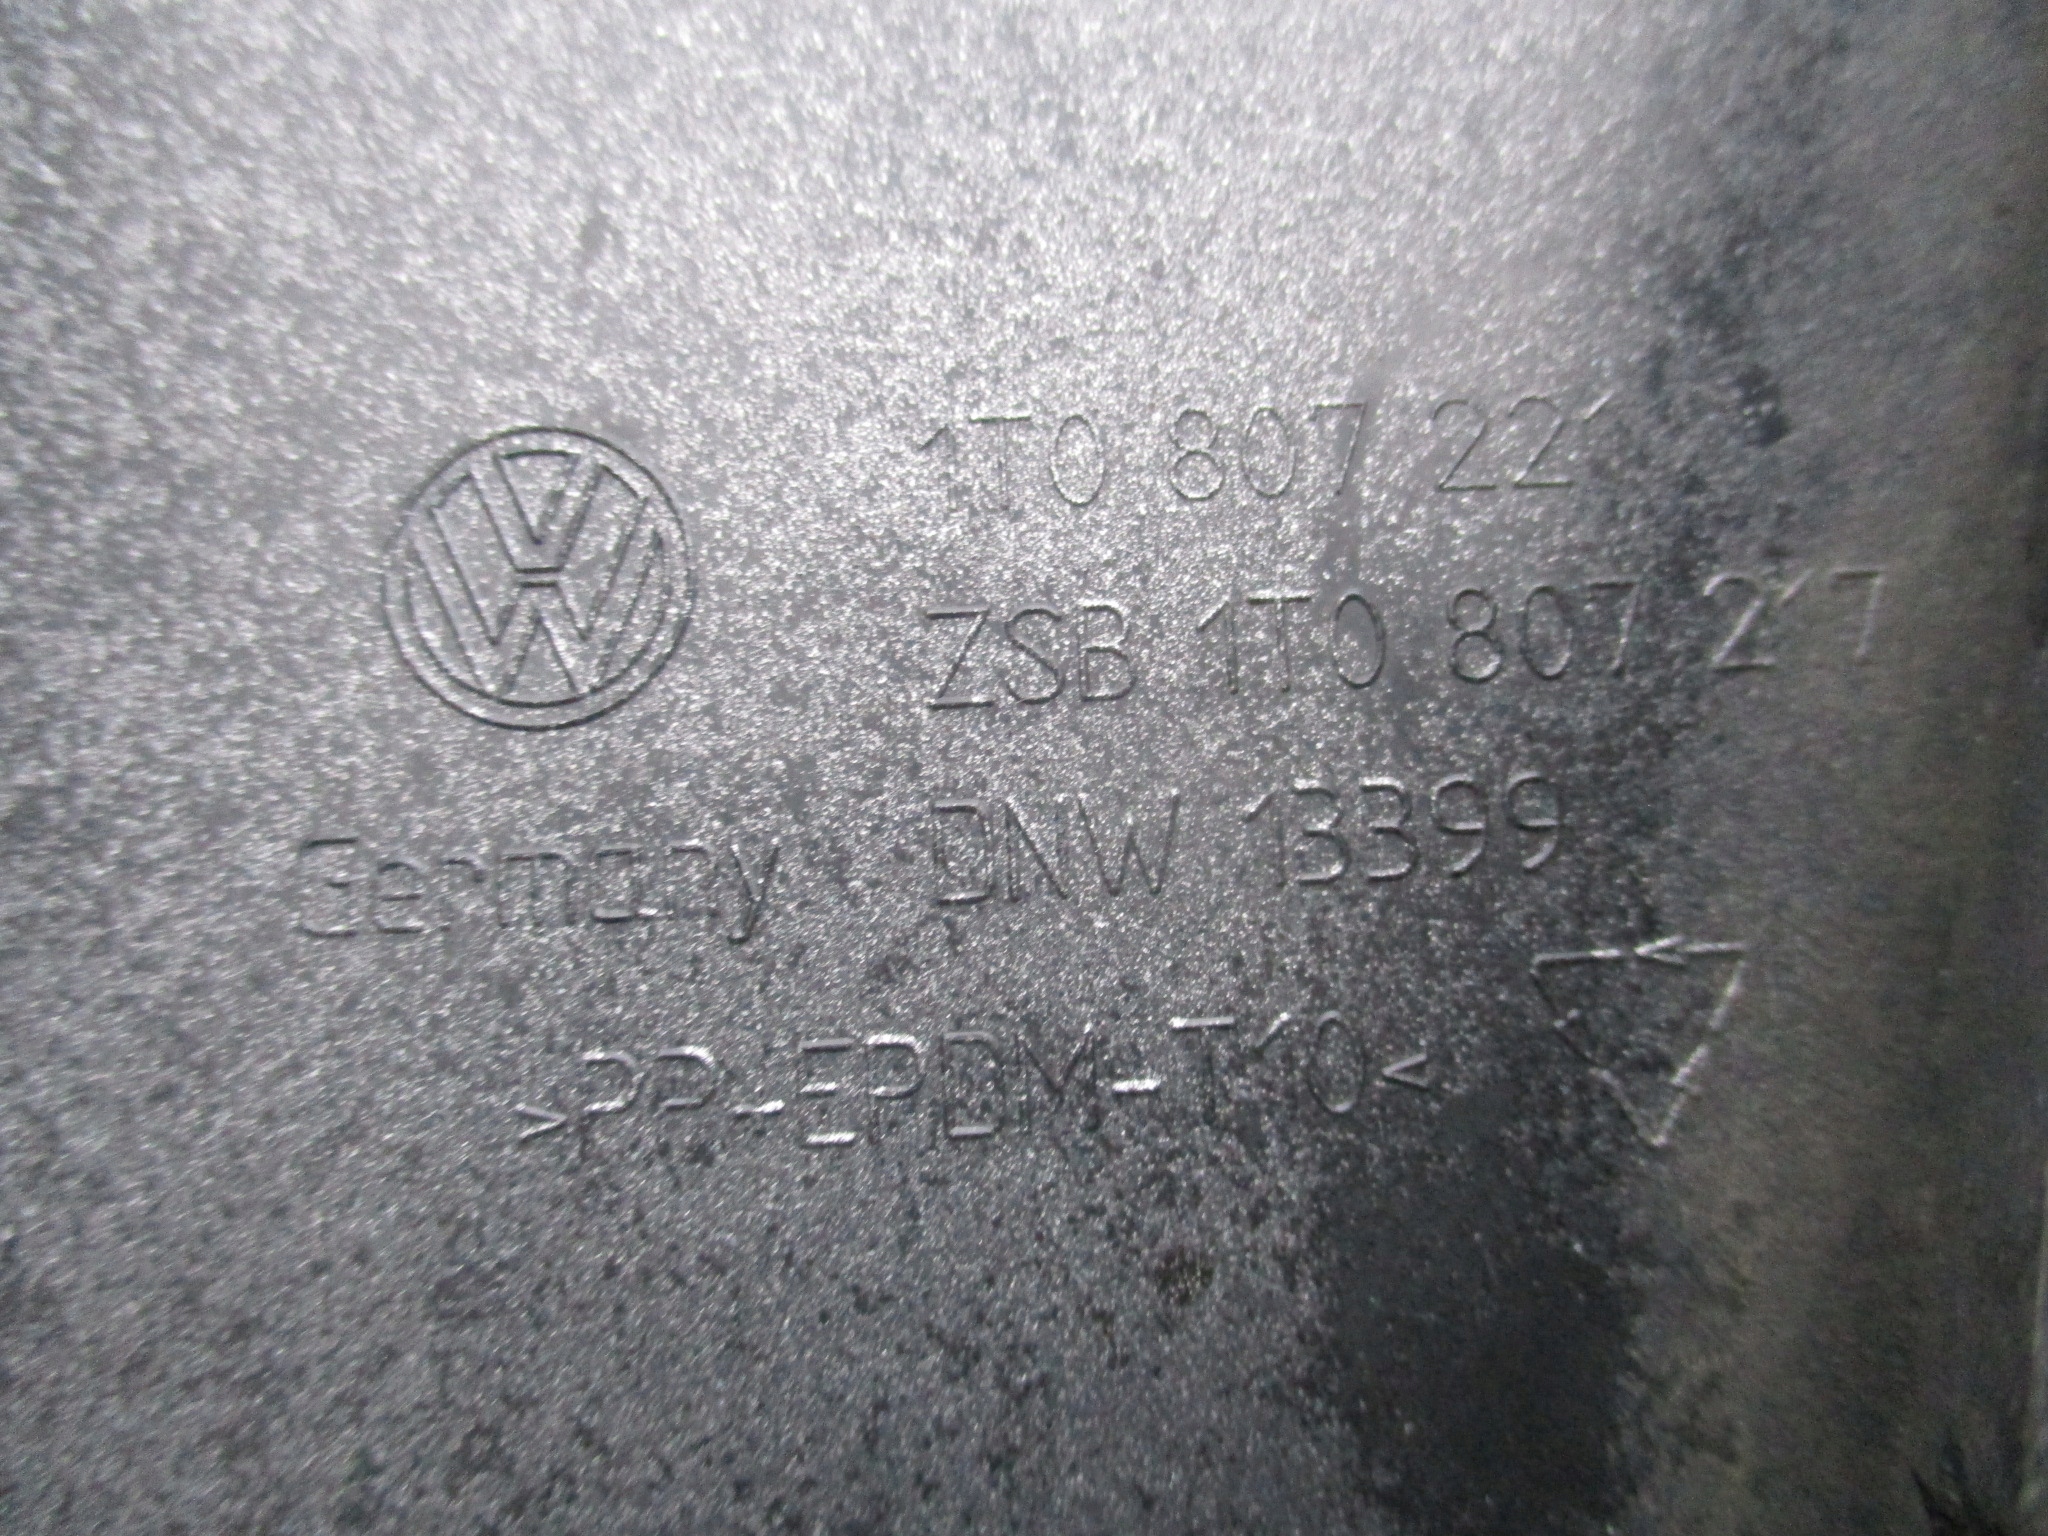 1T0 807 221
ZSB 1T0 807 217
Germany DNW 13399
>PP-EPDM-T10<